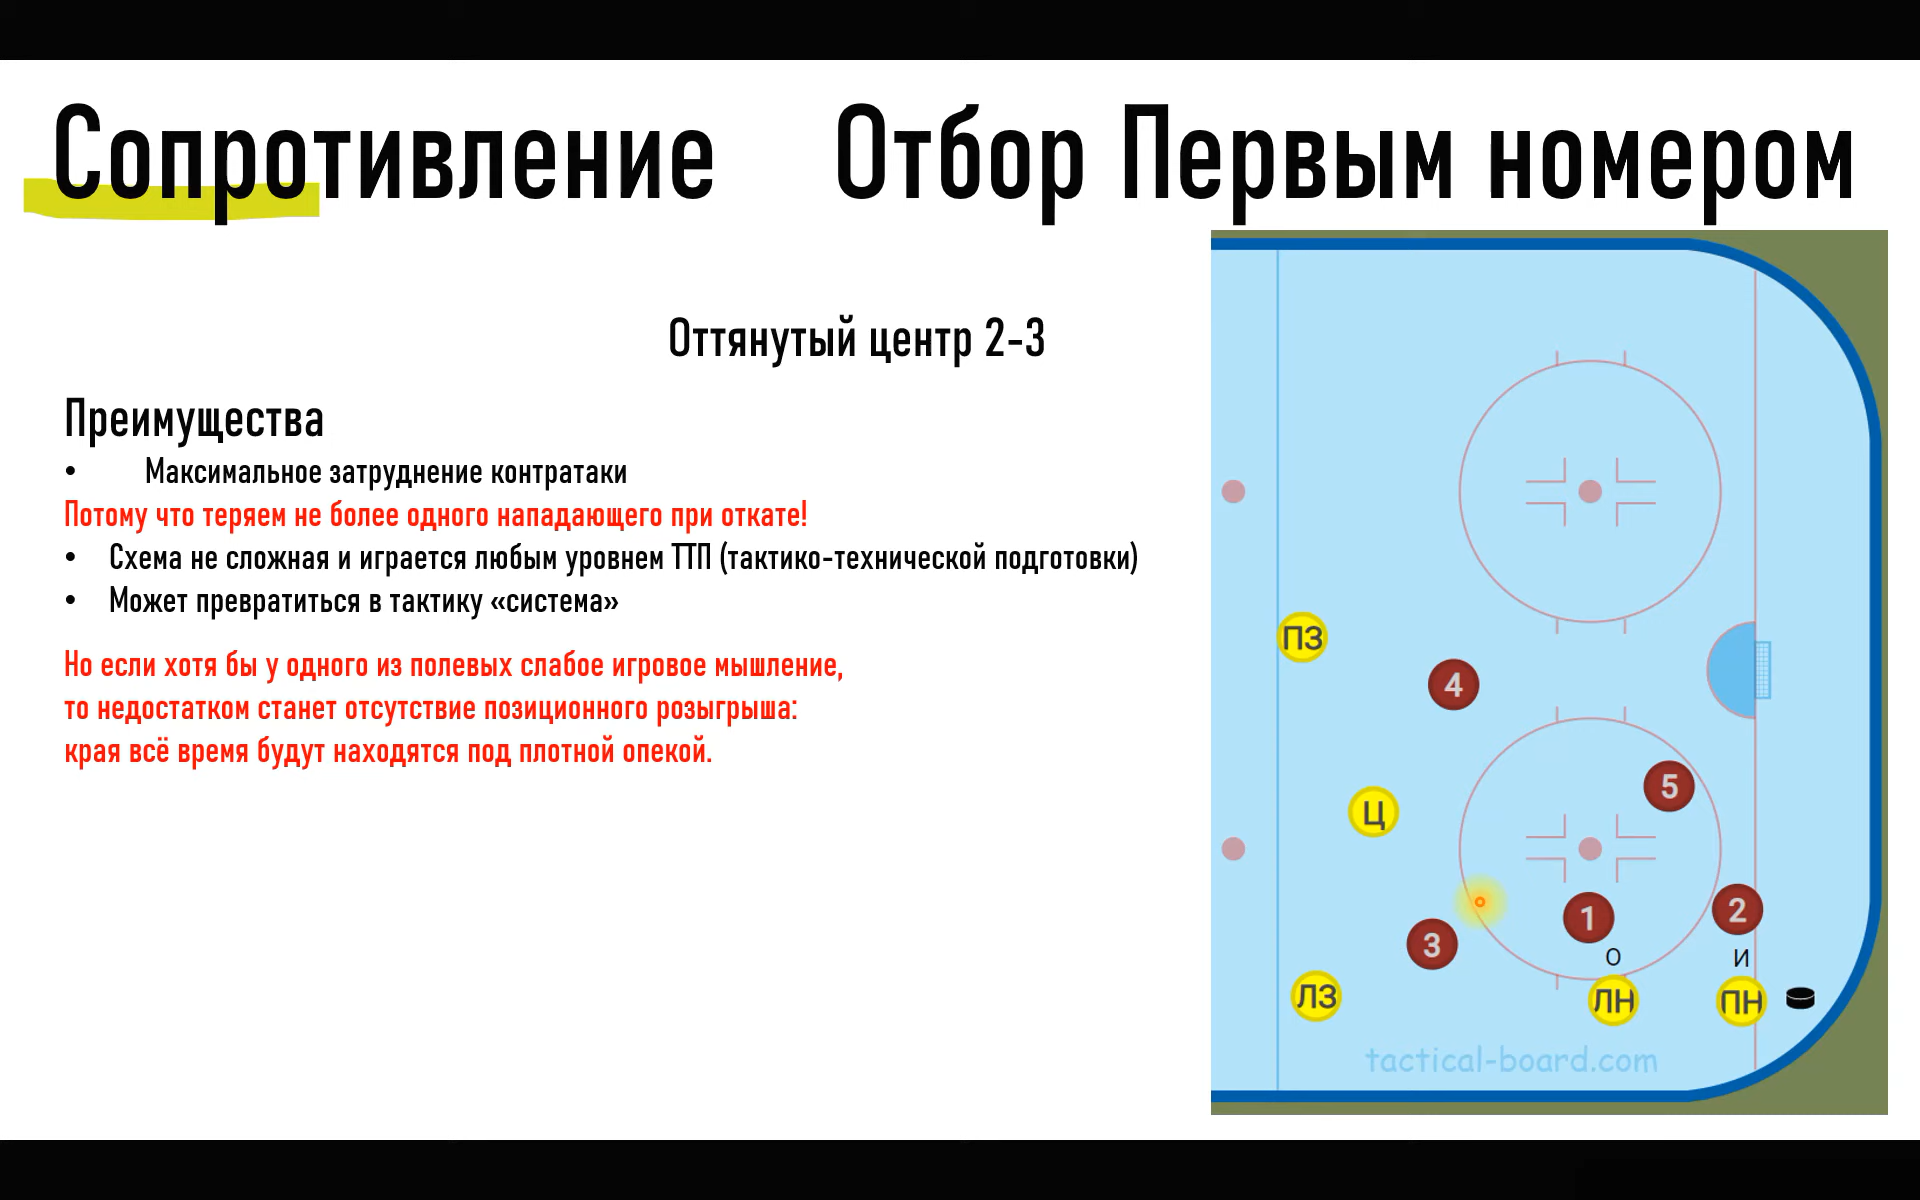 Сопротивление Отбор Первым номером
Оттянутый центр 2-3
Преимущества
• Максимальное затруднение контратаки
Потому что теряем не более одного нападающего при откате!
• Схема не сложная и играется любым уровнем ТТП (тактико-технической подготовки)
• Может превратиться в тактику «система»
Но если хотя бы у одного из полевых слабое игровое мышление,
то недостатком станет отсутствие позиционного розыгрыша:
края всё время будут находятся под плотной опекой.
ПЗ
4
5
Ц
1
2
3
О
И
ЛЗ
ЛН
ПН
tactical-board.com